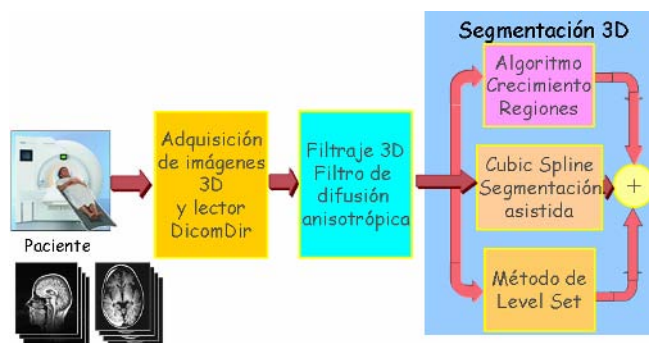 Segmentación 3D
Algoritmo
Crecimiento
Regiones
Adquisición
de imágenes
3D
y lector
DicomDir
Filtraje 3D
Filtro de
difusión
anisotrópica
Cubic Spline
Segmentación
asistida
+
Paciente
Método de
Level Set